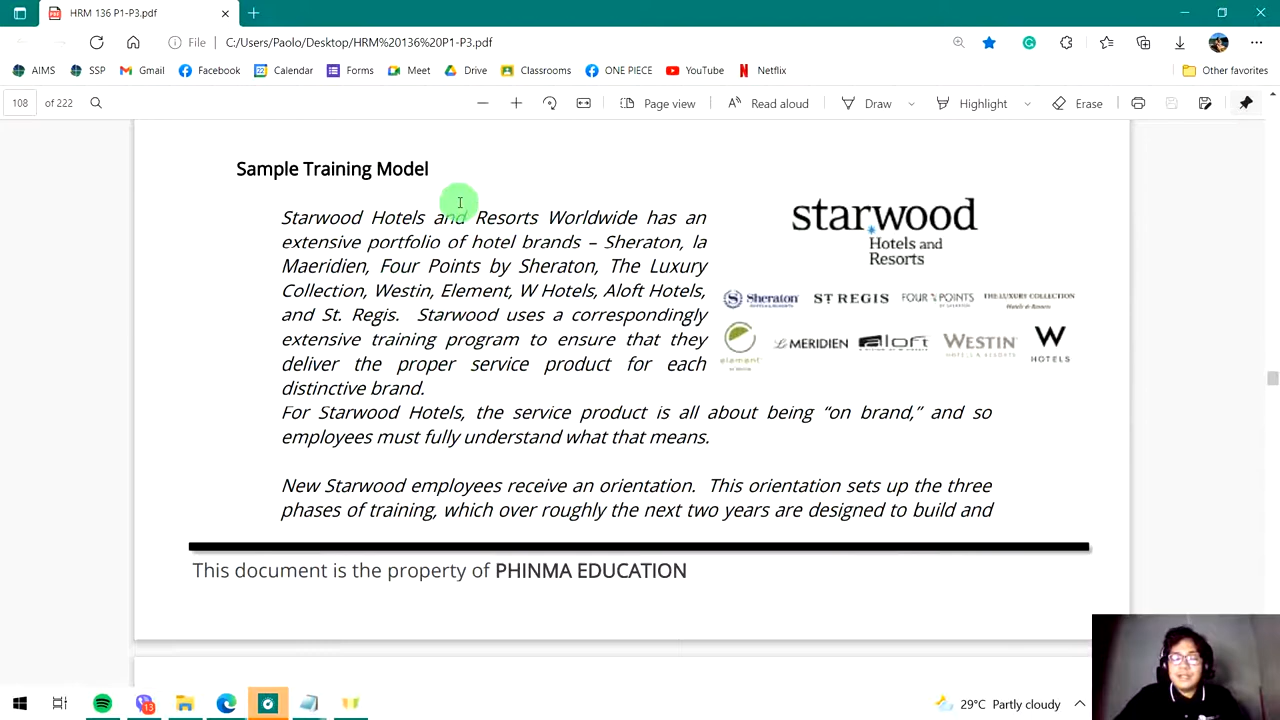 HRM 136 P1-P3.pdf
File C:/Users/Paolo/Desktop/HRM%20136%20P1-P3.pdf
AIMS SSP Gmail Facebook Calendar Forms Meet Drive Classrooms ONE PIECE YouTube Netflix Other favorites
108 of 222 Page view Read aloud Draw Highlight Erase
Sample Training Model
Starwood Hotels and Resorts Worldwide has an
extensive portfolio of hotel brands – Sheraton, la
Maeridien, Four Points by Sheraton, The Luxury
Collection, Westin, Element, W Hotels, Aloft Hotels,
and St. Regis. Starwood uses a correspondingly
extensive training program to ensure that they
deliver the proper service product for each
distinctive brand.
starwood
Hotels and
Resorts
Sheraton ST REGIS FOUR POINTS THE LUXURY COLLECTION
element Le MERIDIEN aloft WESTIN W
HOTELS & RESORTS HOTELS
For Starwood Hotels, the service product is all about being “on brand,” and so
employees must fully understand what that means.
New Starwood employees receive an orientation. This orientation sets up the three
phases of training, which over roughly the next two years are designed to build and
This document is the property of PHINMA EDUCATION
13
29°C Partly cloudy